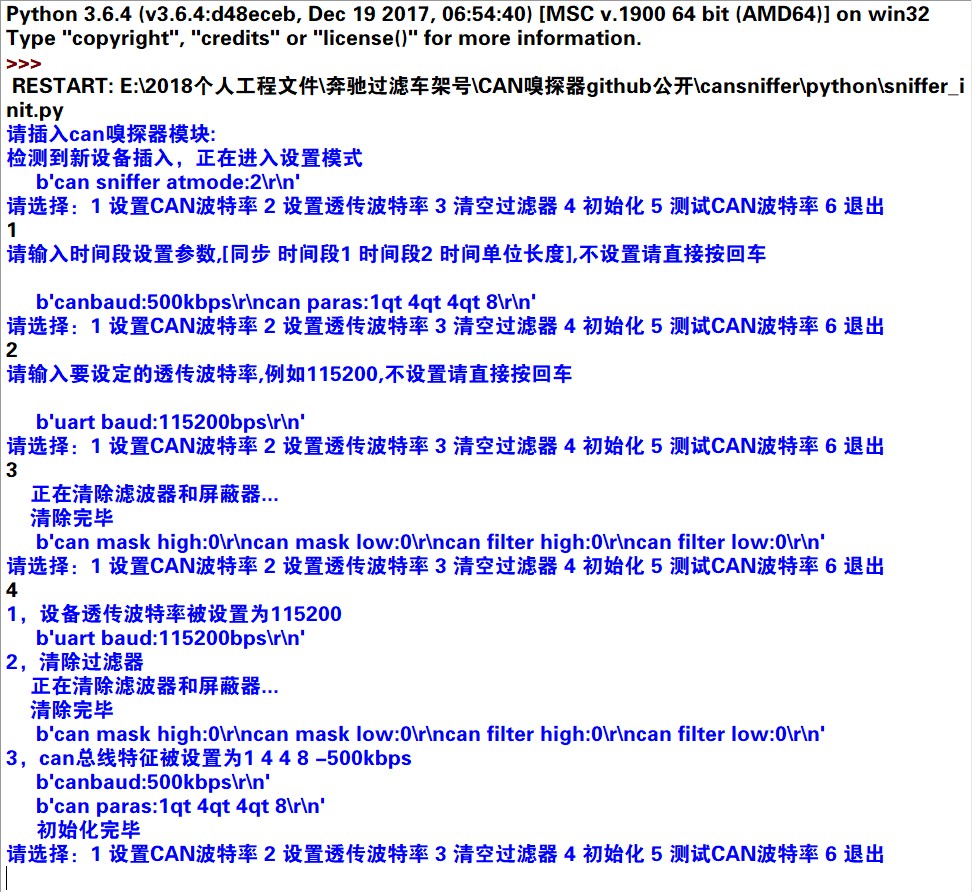 Python 3.6.4 (v3.6.4:d48eceb, Dec 19 2017, 06:54:40) [MSC v.1900 64 bit (AMD64)] on win32
Type "copyright", "credits" or "license()" for more information.
>>>
RESTART: E:\2018个人工程文件\奔驰过滤车架号\CAN嗅探器github公开\cansniffer\python\sniffer_i
nit.py
请插入can嗅探器模块:
检测到新设备插入，正在进入设置模式
b'can sniffer atmode:2\r\n'
请选择：1 设置CAN波特率 2 设置透传波特率 3 清空过滤器 4 初始化 5 测试CAN波特率 6 退出
1
请输入时间段设置参数,[同步 时间段1 时间段2 时间单位长度],不设置请直接按回车
b'canbaud:500kbps\r\ncan paras:1qt 4qt 4qt 8\r\n'
请选择：1 设置CAN波特率 2 设置透传波特率 3 清空过滤器 4 初始化 5 测试CAN波特率 6 退出
2
请输入要设定的透传波特率,例如115200,不设置请直接按回车
b'uart baud:115200bps\r\n'
请选择：1 设置CAN波特率 2 设置透传波特率 3 清空过滤器 4 初始化 5 测试CAN波特率 6 退出
3
正在清除滤波器和屏蔽器...
清除完毕
b'can mask high:0\r\ncan mask low:0\r\ncan filter high:0\r\ncan filter low:0\r\n'
请选择：1 设置CAN波特率 2 设置透传波特率 3 清空过滤器 4 初始化 5 测试CAN波特率 6 退出
4
1，设备透传波特率被设置为115200
b'uart baud:115200bps\r\n'
2，清除过滤器
正在清除滤波器和屏蔽器...
清除完毕
b'can mask high:0\r\ncan mask low:0\r\ncan filter high:0\r\ncan filter low:0\r\n'
3，can总线特征被设置为1 4 4 8 –500kbps
b'canbaud:500kbps\r\n'
b'can paras:1qt 4qt 4qt 8\r\n'
初始化完毕
请选择：1 设置CAN波特率 2 设置透传波特率 3 清空过滤器 4 初始化 5 测试CAN波特率 6 退出